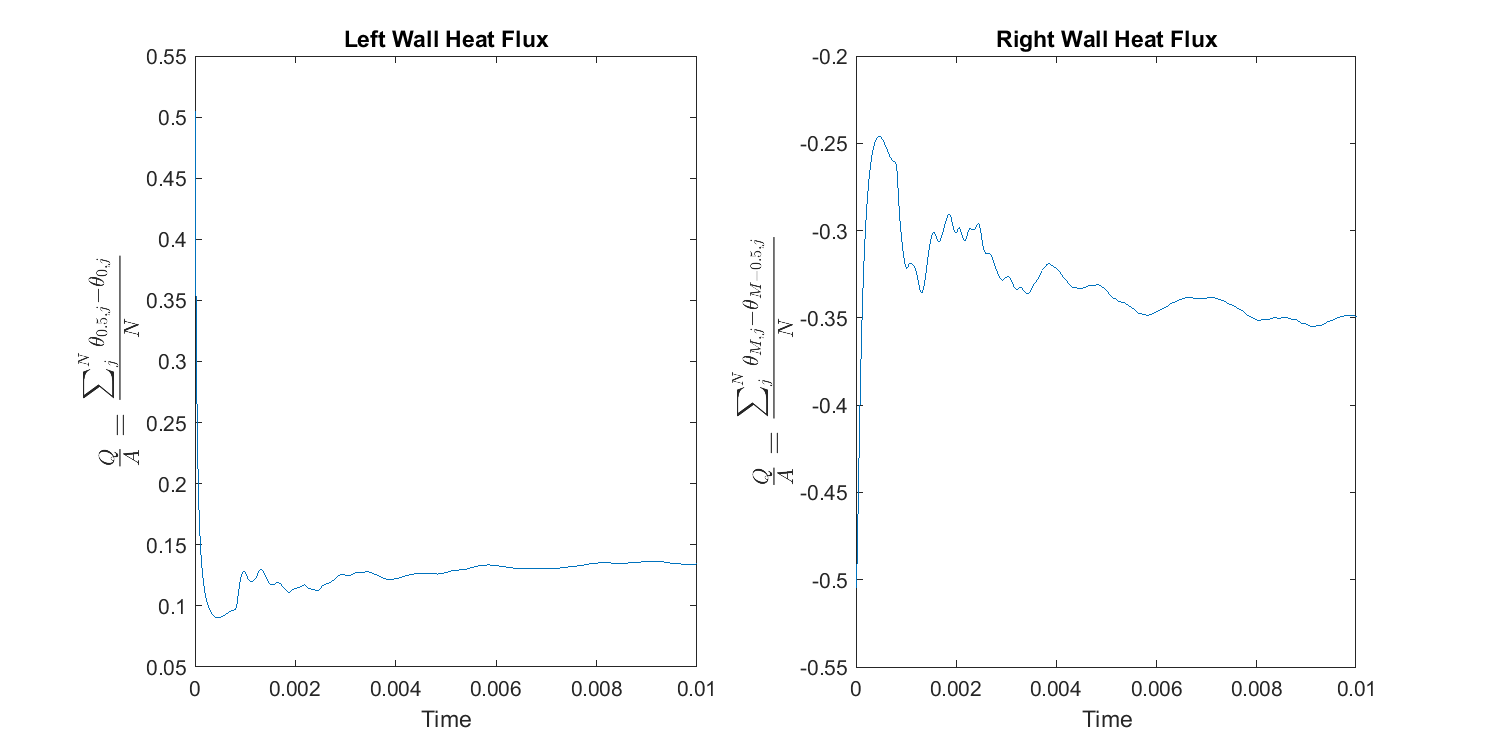 Left Wall Heat Flux
0.55
0.5
0.45
0.4
0.35
0.3
0.25
0.2
0.15
0.1
0.05
0 0.002 0.004 0.006 0.008 0.01
Time
Q/A = ∑_j^N θ_{0.5,j}−θ_{0,j} / N
Right Wall Heat Flux
-0.2
-0.25
-0.3
-0.35
-0.4
-0.45
-0.5
-0.55
0 0.002 0.004 0.006 0.008 0.01
Time
Q/A = ∑_j^N θ_{M,j}−θ_{M−0.5,j} / N